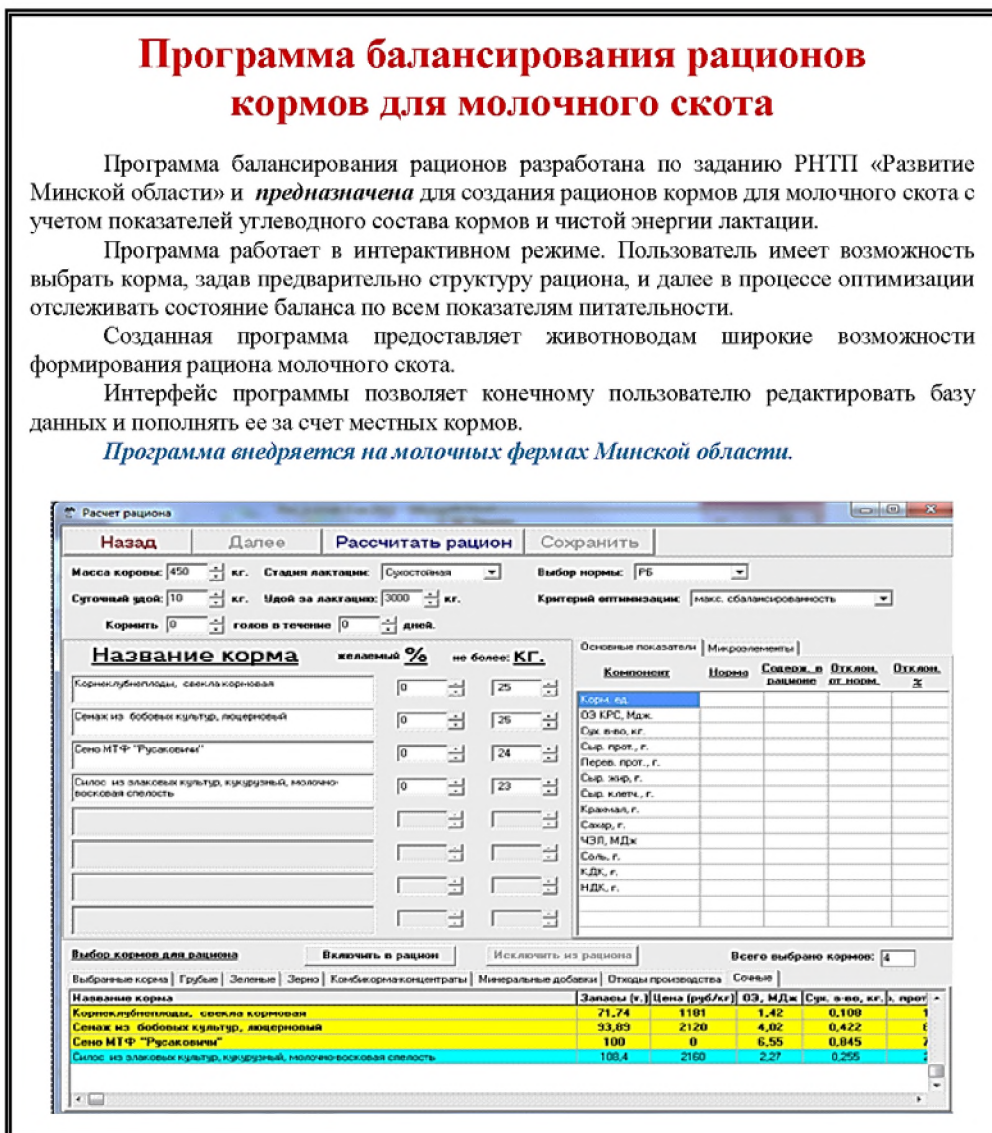 Программа балансирования рационов
кормов для молочного скота
Программа балансирования рационов разработана по заданию РНТП «Развитие
Минской области» и предназначена для создания рационов кормов для молочного скота с
учетом показателей углеводного состава кормов и чистой энергии лактации.
Программа работает в интерактивном режиме. Пользователь имеет возможность
выбрать корма, задав предварительно структуру рациона, и далее в процессе оптимизации
отслеживать состояние баланса по всем показателям питательности.
Созданная программа предоставляет животноводам широкие возможности
формирования рациона молочного скота.
Интерфейс программы позволяет конечному пользователю редактировать базу
данных и пополнять ее за счет местных кормов.
Программа внедряется на молочных фермах Минской области.
Расчет рациона
Назад Далее Рассчитать рацион Сохранить
Масса коровы: 450 кг. Стадия лактации: Сухостойная Выбор нормы: РБ
Суточный удой: 10 кг. Удой за лактацию: 3000 кг. Критерий оптимизации: макс. сбалансированность
Кормить 0 голов в течение 0 дней.
Название корма желаемый % не более: КГ.
Корнеклубнеплоды, свекла кормовая 0 25
Сенаж из бобовых культур, люцерновый 0 25
Сено МТФ "Русаковичи" 0 24
Силос из злаковых культур, кукурузный, молочно-
восковая спелость 0 23
Основные показатели Микроэлементы
Компонент Норма Содерж. в рационе Отклон. от норм. Отклон. %
Корм. ед.
ОЭ КРС, Мдж.
Сух. в-во, кг.
Сыр. прот., г.
Перев. прот., г.
Сыр. жир, г.
Сыр. клетч., г.
Крахмал, г.
Сахар, г.
ЧЭЛ, МДж
Соль, г.
КДК, г.
НДК, г.
Выбор кормов для рациона Включить в рацион Исключить из рациона Всего выбрано кормов: 4
Выбранные корма Грубые Зеленые Зерно Комбикорма-концентраты Минеральные добавки Отходы производства Сочные
Название корма Запасы (т.) Цена (руб/кг) ОЭ, МДж Сух. в-во, кг. прот
Корнеклубнеплоды, свекла кормовая 71,74 1181 1,42 0,108 1
Сенаж из бобовых культур, люцерновый 93,89 2120 4,02 0,422
Сено МТФ "Русаковичи" 100 0 6,55 0,845 7
Силос из злаковых культур, кукурузный, молочно-восковая спелость 108,4 2160 2,27 0,255 2